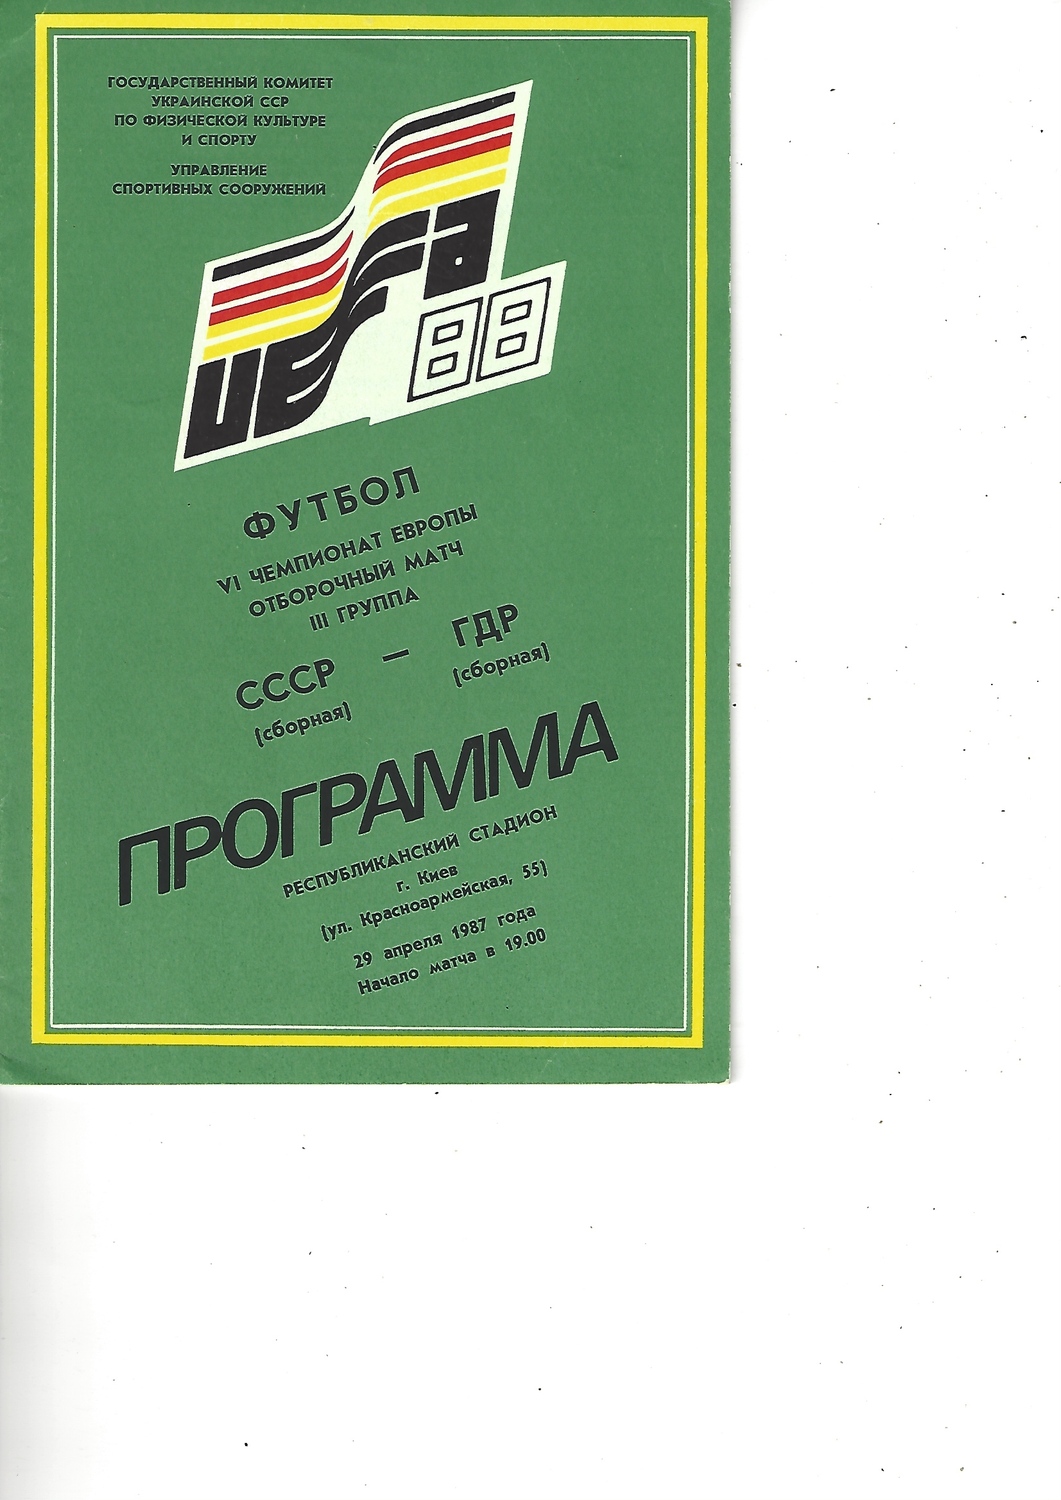 ГОСУДАРСТВЕННЫЙ КОМИТЕТ
УКРАИНСКОЙ ССР
ПО ФИЗИЧЕСКОЙ КУЛЬТУРЕ
И СПОРТУ
УПРАВЛЕНИЕ
СПОРТИВНЫХ СООРУЖЕНИЙ
UEFA
88
ФУТБОЛ
VI ЧЕМПИОНАТ ЕВРОПЫ
ОТБОРОЧНЫЙ МАТЧ
III ГРУППА
СССР — ГДР
(сборная) (сборная)
ПРОГРАММА
РЕСПУБЛИКАНСКИЙ СТАДИОН
г. Киев
(ул. Красноармейская, 55)
29 апреля 1987 года
Начало матча в 19.00